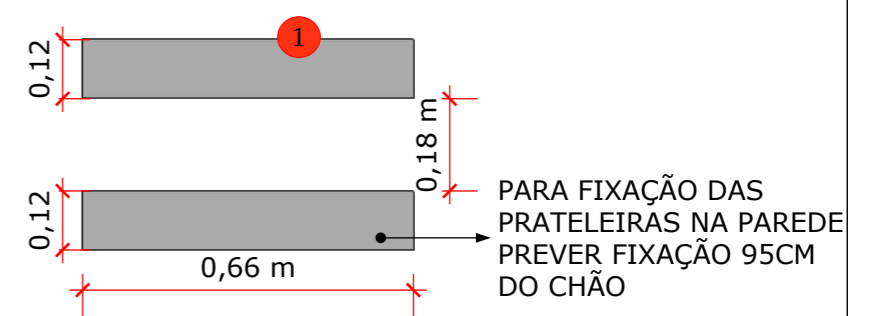 1
0,12
0,18 m
0,12
0,66 m
PARA FIXAÇÃO DAS
PRATELEIRAS NA PAREDE
PREVER FIXAÇÃO 95CM
DO CHÃO